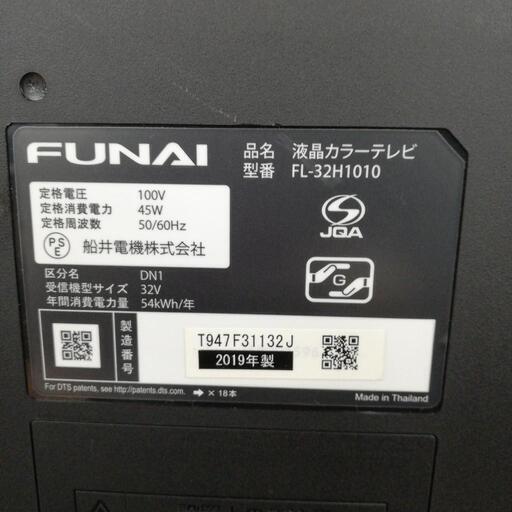 FUNAI
品名 液晶カラーテレビ
型番 FL-32H1010
定格電圧 100V
定格消費電力 45W
定格周波数 50/60Hz
PSE
船井電機株式会社
JQA
G
区分名 DN1
受信機型サイズ 32V
年間消費電力量 54kWh/年
製造番号
T947F31132J
2019年製
For DTS patents, see http://patents.dts.com.
→ × 18本
Made in Thailand